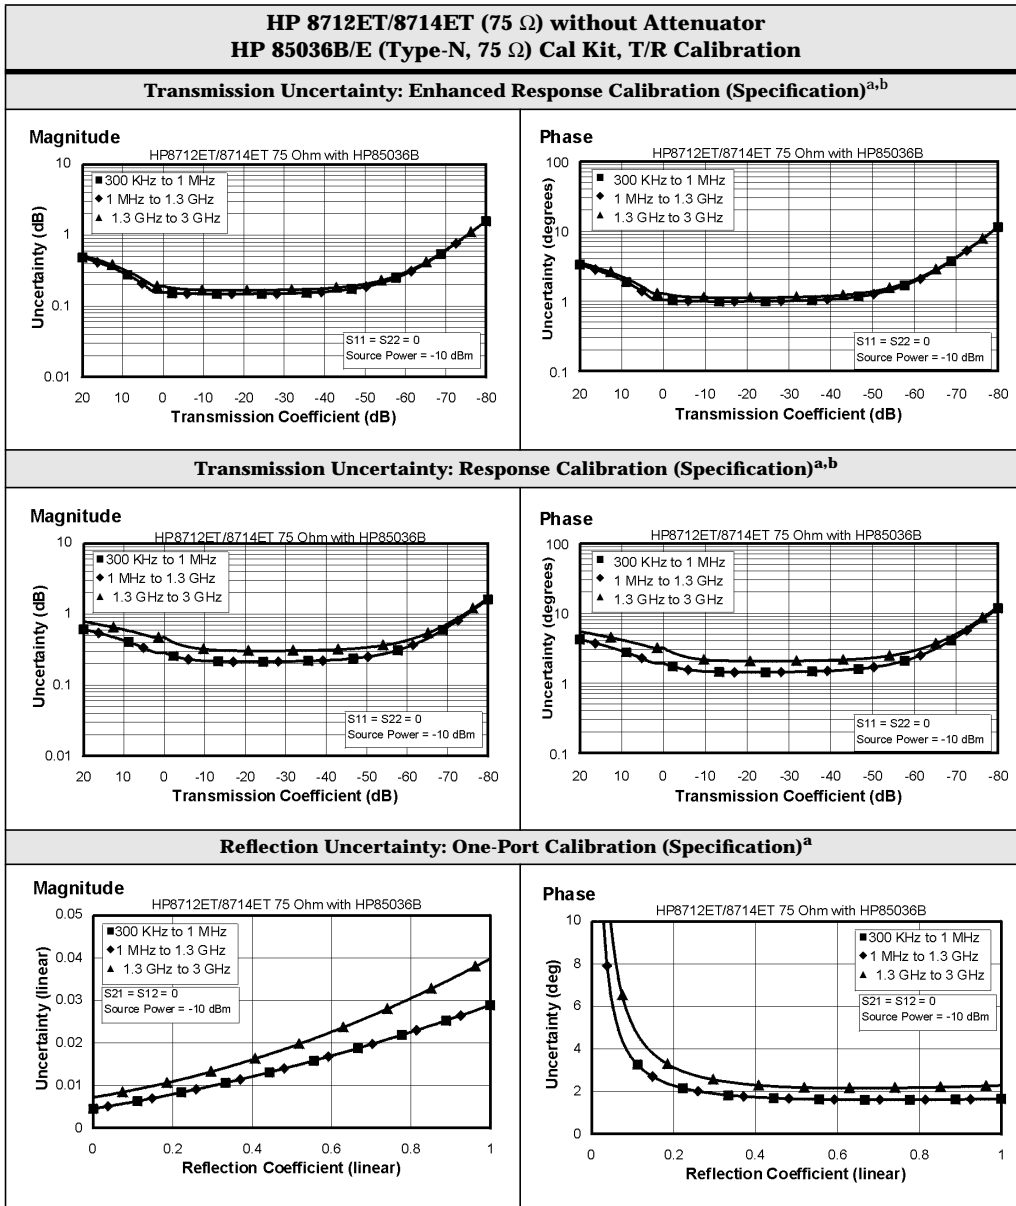 HP 8712ET/8714ET (75 Ω) without Attenuator
HP 85036B/E (Type-N, 75 Ω) Cal Kit, T/R Calibration
Transmission Uncertainty: Enhanced Response Calibration (Specification)a,b
Magnitude
HP8712ET/8714ET 75 Ohm with HP85036B
10
1
0.1
0.01
Uncertainty (dB)
300 KHz to 1 MHz
1 MHz to 1.3 GHz
1.3 GHz to 3 GHz
S11 = S22 = 0
Source Power = -10 dBm
20 10 0 -10 -20 -30 -40 -50 -60 -70 -80
Transmission Coefficient (dB)
Phase
HP8712ET/8714ET 75 Ohm with HP85036B
100
10
1
0.1
Uncertainty (degrees)
300 KHz to 1 MHz
1 MHz to 1.3 GHz
1.3 GHz to 3 GHz
S11 = S22 = 0
Source Power = -10 dBm
20 10 0 -10 -20 -30 -40 -50 -60 -70 -80
Transmission Coefficient (dB)
Transmission Uncertainty: Response Calibration (Specification)a,b
Magnitude
HP8712ET/8714ET 75 Ohm with HP85036B
10
1
0.1
0.01
Uncertainty (dB)
300 KHz to 1 MHz
1 MHz to 1.3 GHz
1.3 GHz to 3 GHz
S11 = S22 = 0
Source Power = -10 dBm
20 10 0 -10 -20 -30 -40 -50 -60 -70 -80
Transmission Coefficient (dB)
Phase
HP8712ET/8714ET 75 Ohm with HP85036B
100
10
1
0.1
Uncertainty (degrees)
300 KHz to 1 MHz
1 MHz to 1.3 GHz
1.3 GHz to 3 GHz
S11 = S22 = 0
Source Power = -10 dBm
20 10 0 -10 -20 -30 -40 -50 -60 -70 -80
Transmission Coefficient (dB)
Reflection Uncertainty: One-Port Calibration (Specification)a
Magnitude
HP8712ET/8714ET 75 Ohm with HP85036B
0.05
0.04
0.03
0.02
0.01
0
Uncertainty (linear)
300 KHz to 1 MHz
1 MHz to 1.3 GHz
1.3 GHz to 3 GHz
S21 = S12 = 0
Source Power = -10 dBm
0 0.2 0.4 0.6 0.8 1
Reflection Coefficient (linear)
Phase
HP8712ET/8714ET 75 Ohm with HP85036B
10
8
6
4
2
0
Uncertainty (deg)
300 KHz to 1 MHz
1 MHz to 1.3 GHz
1.3 GHz to 3 GHz
S21 = S12 = 0
Source Power = -10 dBm
0 0.2 0.4 0.6 0.8 1
Reflection Coefficient (linear)